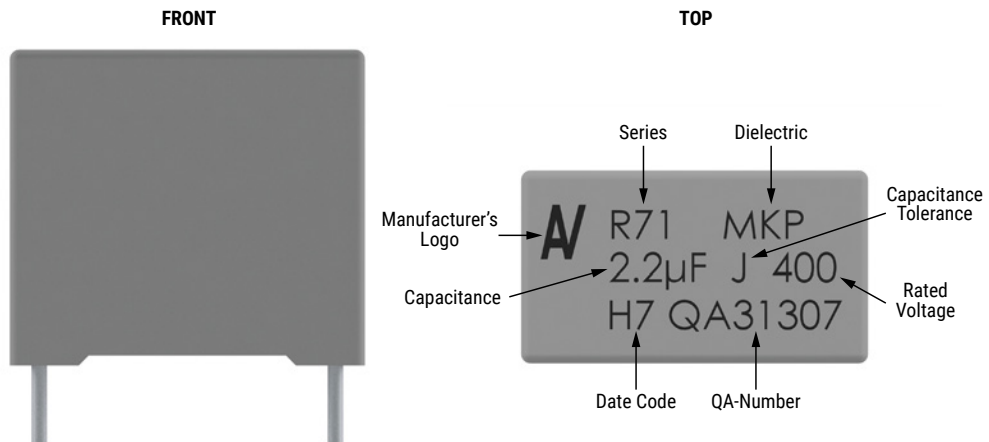 FRONT
TOP
Series
Dielectric
Capacitance
Tolerance
Manufacturer's
Logo
R71 MKP
2.2µF J 400
H7 QA31307
Capacitance
Rated
Voltage
Date Code
QA-Number